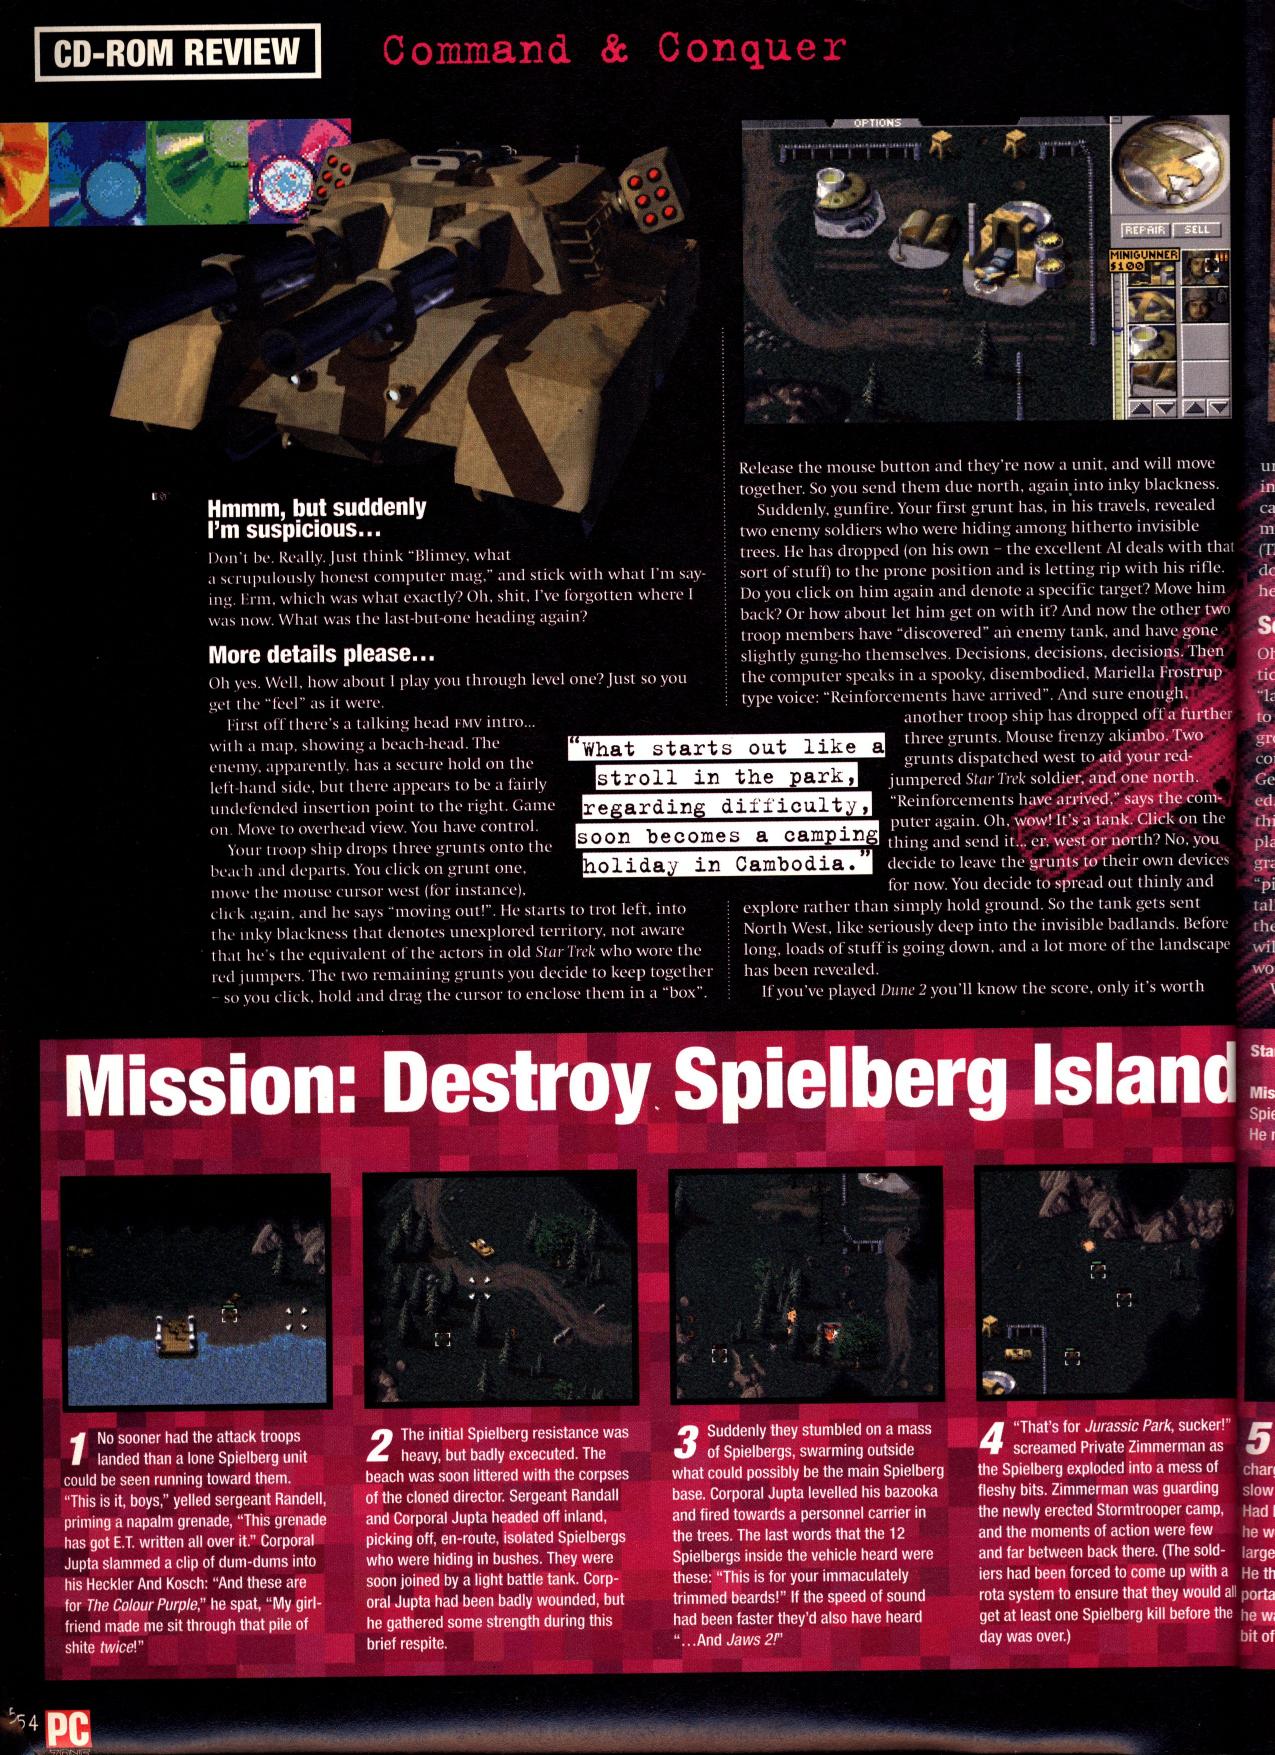 CD-ROM REVIEW
Command & Conquer
OPTIONS
REPAIR
SELL
MINIGUNNER
$100
Hmmm, but suddenly
I'm suspicious...
Don't be. Really. Just think “Blimey, what
a scrupulously honest computer mag,” and stick with what I'm say-
ing. Erm, which was what exactly? Oh, shit, I've forgotten where I
was now. What was the last-but-one heading again?
More details please...
Oh yes. Well, how about I play you through level one? Just so you
get the “feel” as it were.
First off there's a talking head FMV intro...
with a map, showing a beach-head. The
enemy, apparently, has a secure hold on the
left-hand side, but there appears to be a fairly
undefended insertion point to the right. Game
on. Move to overhead view. You have control.
Your troop ship drops three grunts onto the
beach and departs. You click on grunt one,
move the mouse cursor west (for instance),
click again, and he says “moving out!”. He starts to trot left, into
the inky blackness that denotes unexplored territory, not aware
that he's the equivalent of the actors in old Star Trek who wore the
red jumpers. The two remaining grunts you decide to keep together
– so you click, hold and drag the cursor to enclose them in a “box”.
“What starts out like a
stroll in the park,
regarding difficulty,
soon becomes a camping
holiday in Cambodia.”
Release the mouse button and they're now a unit, and will move
together. So you send them due north, again into inky blackness.
Suddenly, gunfire. Your first grunt has, in his travels, revealed
two enemy soldiers who were hiding among hitherto invisible
trees. He has dropped (on his own – the excellent AI deals with that
sort of stuff) to the prone position and is letting rip with his rifle.
Do you click on him again and denote a specific target? Move him
back? Or how about let him get on with it? And now the other two
troop members have “discovered” an enemy tank, and have gone
slightly gung-ho themselves. Decisions, decisions, decisions. Then
the computer speaks in a spooky, disembodied, Mariella Frostrup
type voice: “Reinforcements have arrived”. And sure enough,
another troop ship has dropped off a further
three grunts. Mouse frenzy akimbo. Two
grunts dispatched west to aid your red-
jumpered Star Trek soldier, and one north.
“Reinforcements have arrived,” says the com-
puter again. Oh, wow! It's a tank. Click on the
thing and send it... er, west or north? No, you
decide to leave the grunts to their own devices
for now. You decide to spread out thinly and
explore rather than simply hold ground. So the tank gets sent
North West, like seriously deep into the invisible badlands. Before
long, loads of stuff is going down, and a lot more of the landscape
has been revealed.
If you've played Dune 2 you'll know the score, only it's worth
Mission: Destroy Spielberg Island
1 No sooner had the attack troops
landed than a lone Spielberg unit
could be seen running toward them.
“This is it, boys,” yelled sergeant Randell,
priming a napalm grenade, “This grenade
has got E.T. written all over it.” Corporal
Jupta slammed a clip of dum-dums into
his Heckler And Kosch: “And these are
for The Colour Purple,” he spat, “My girl-
friend made me sit through that pile of
shite twice!”
2 The initial Spielberg resistance was
heavy, but badly excecuted. The
beach was soon littered with the corpses
of the cloned director. Sergeant Randall
and Corporal Jupta headed off inland,
picking off, en-route, isolated Spielbergs
who were hiding in bushes. They were
soon joined by a light battle tank. Corp-
oral Jupta had been badly wounded, but
he gathered some strength during this
brief respite.
3 Suddenly they stumbled on a mass
of Spielbergs, swarming outside
what could possibly be the main Spielberg
base. Corporal Jupta levelled his bazooka
and fired towards a personnel carrier in
the trees. The last words that the 12
Spielbergs inside the vehicle heard were
these: “This is for your immaculately
trimmed beards!” If the speed of sound
had been faster they'd also have heard
“...And Jaws 2!”
4 “That's for Jurassic Park, sucker!”
screamed Private Zimmerman as
the Spielberg exploded into a mess of
fleshy bits. Zimmerman was guarding
the newly erected Stormtrooper camp,
and the moments of action were few
and far between back there. (The sold-
iers had been forced to come up with a
rota system to ensure that they would all
get at least one Spielberg kill before the
day was over.)
5
54
PC